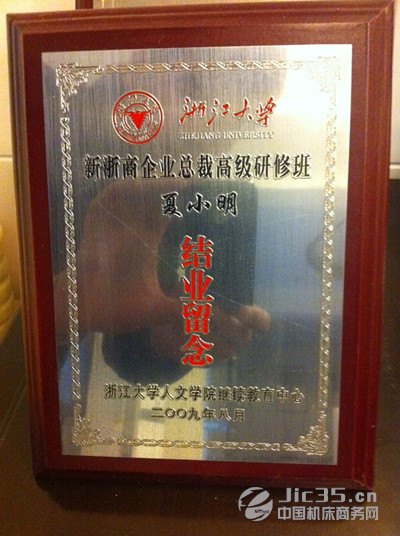 浙江大学
ZHEJIANG UNIVERSITY
新浙商企业总裁高级研修班
夏小明
结业留念
浙江大学人文学院继续教育中心
二〇〇九年八月
Jic35.cn
中国机床商务网